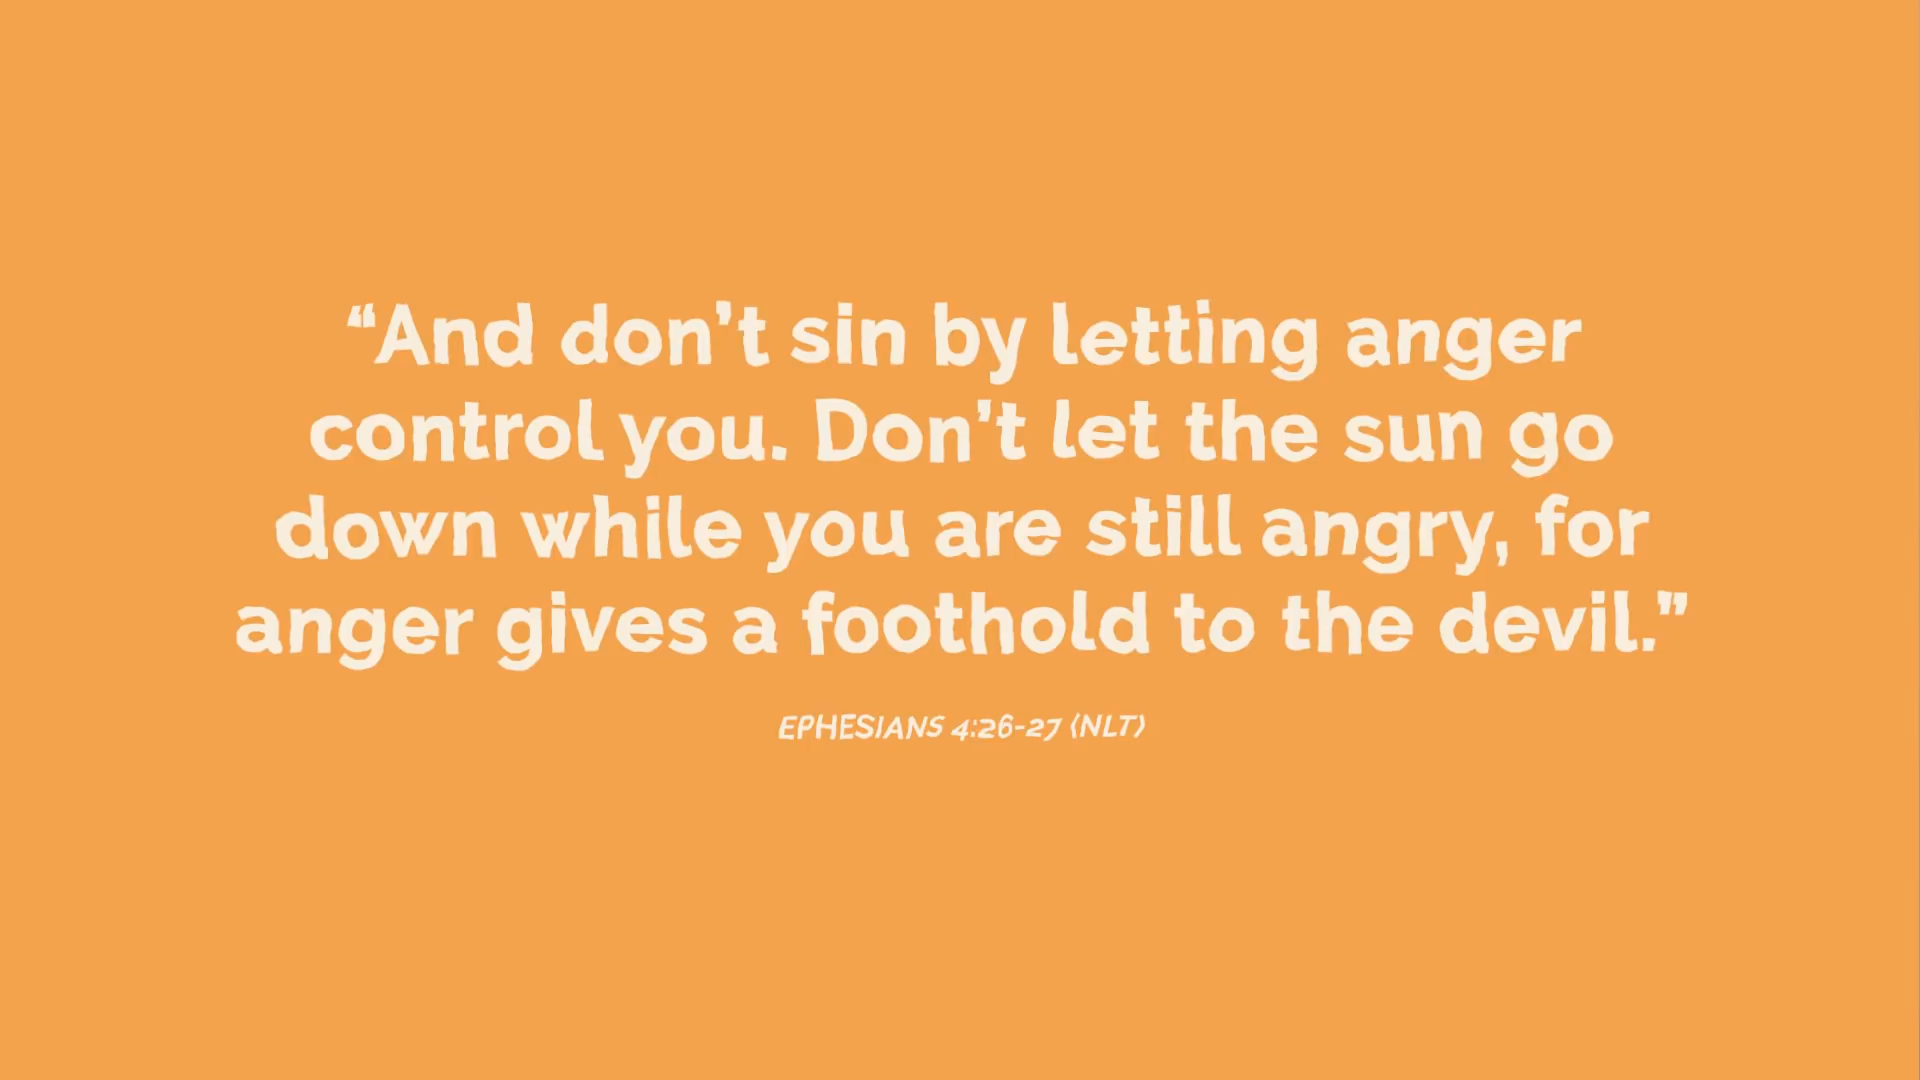 “And don’t sin by letting anger
control you. Don’t let the sun go
down while you are still angry, for
anger gives a foothold to the devil.”
EPHESIANS 4:26-27 (NLT)